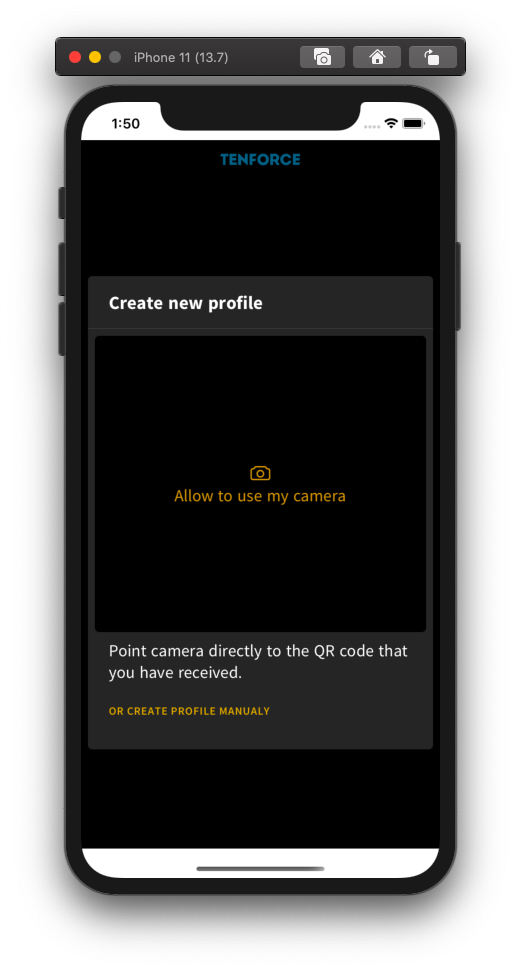 iPhone 11 (13.7)
1:50
TENFORCE
Create new profile
Allow to use my camera
Point camera directly to the QR code that
you have received.
OR CREATE PROFILE MANUALY